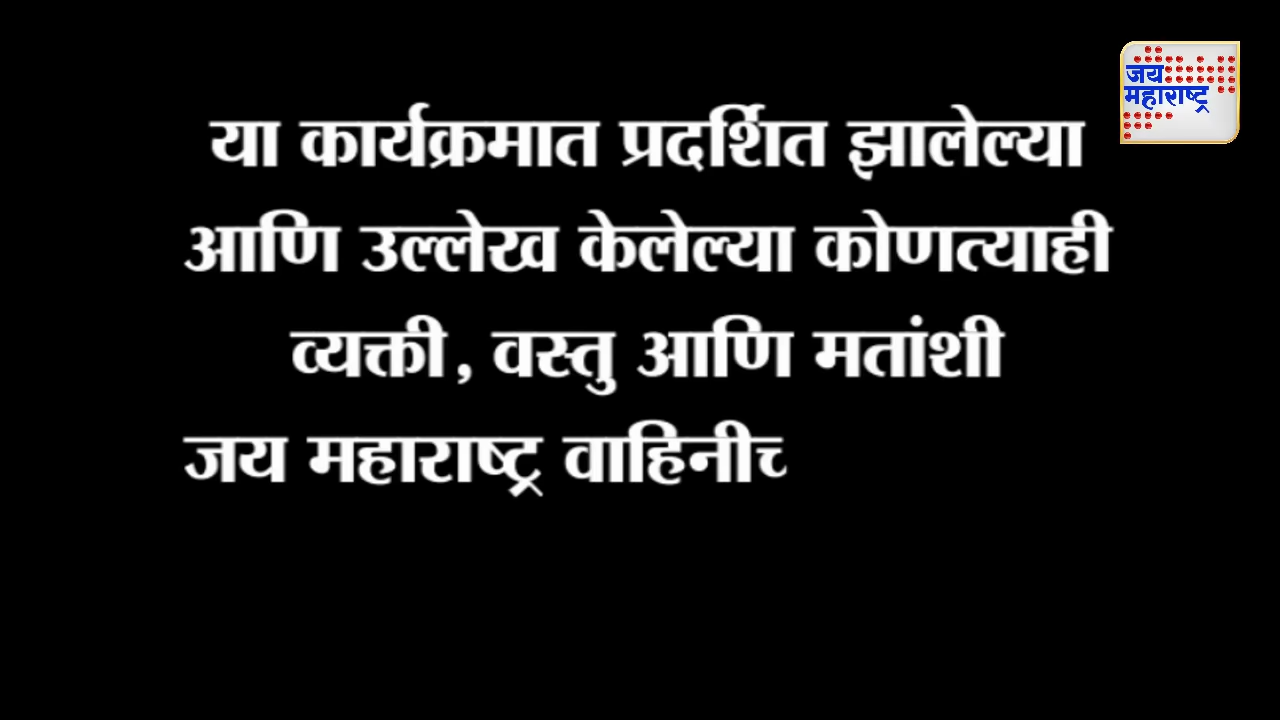 जय
महाराष्ट्र
या कार्यक्रमात प्रदर्शित झालेल्या
आणि उल्लेख केलेल्या कोणत्याही
व्यक्ती, वस्तु आणि मतांशी
जय महाराष्ट्र